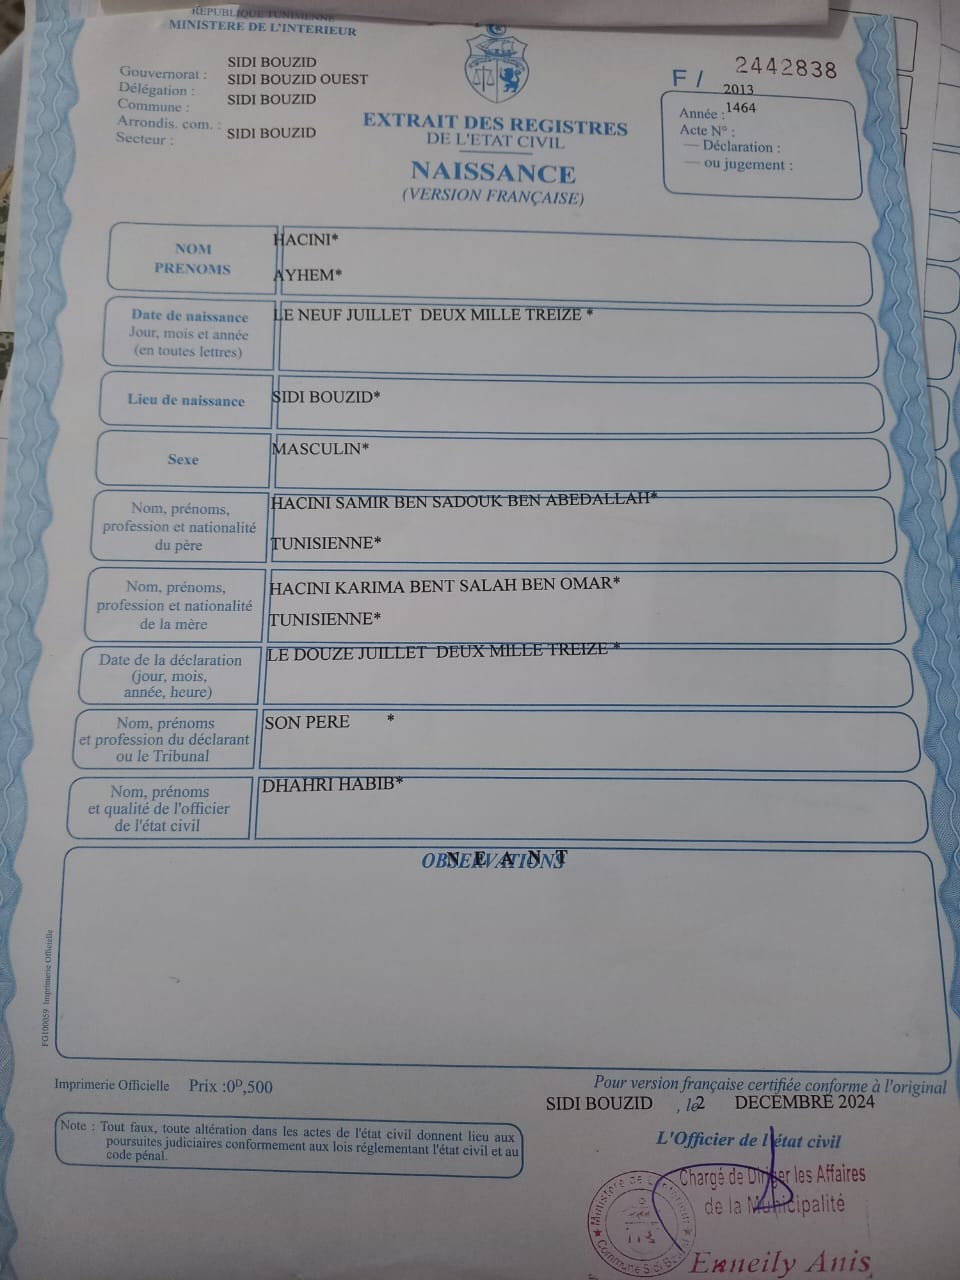 REPUBLIQUE TUNISIENNE
MINISTERE DE L'INTERIEUR
Gouvernorat : SIDI BOUZID
Délégation : SIDI BOUZID OUEST
Commune : SIDI BOUZID
Arrondis. com. :
Secteur : SIDI BOUZID
EXTRAIT DES REGISTRES
DE L'ETAT CIVIL
NAISSANCE
(VERSION FRANÇAISE)
F / 2442838
Année : 2013
Acte N° : 1464
— Déclaration :
— ou jugement :
NOM HACINI*
PRENOMS AYHEM*
Date de naissance LE NEUF JUILLET DEUX MILLE TREIZE *
Jour, mois et année
(en toutes lettres)
Lieu de naissance SIDI BOUZID*
Sexe MASCULIN*
Nom, prénoms, HACINI SAMIR BEN SADOUK BEN ABEDALLAH*
profession et nationalité
du père TUNISIENNE*
Nom, prénoms, HACINI KARIMA BENT SALAH BEN OMAR*
profession et nationalité
de la mère TUNISIENNE*
Date de la déclaration LE DOUZE JUILLET DEUX MILLE TREIZE *
(jour, mois,
année, heure)
Nom, prénoms SON PERE *
et profession du déclarant
ou le Tribunal
Nom, prénoms DHAHRI HABIB*
et qualité de l'officier
de l'état civil
OBSERVATIONS
N E A N T
FG100059 Imprimerie Officielle
Imprimerie Officielle Prix :0ᴰ,500
Pour version française certifiée conforme à l'original
SIDI BOUZID , le 2 DECEMBRE 2024
Note : Tout faux, toute altération dans les actes de l'état civil donnent lieu aux
poursuites judiciaires conformement aux lois réglementant l'état civil et au
code pénal.
L'Officier de l'état civil
Chargé de Diriger les Affaires
de la Municipalité
Enneily Anis
Ministère de L'interieur
Commune Sidi Bou